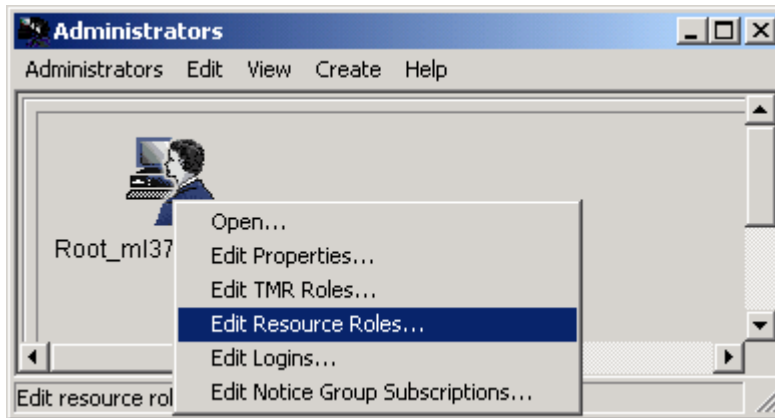 Administrators
Administrators Edit View Create Help
Open...
Root_ml37
Edit Properties...
Edit TMR Roles...
Edit Resource Roles...
Edit Logins...
Edit Notice Group Subscriptions...
Edit resource rol